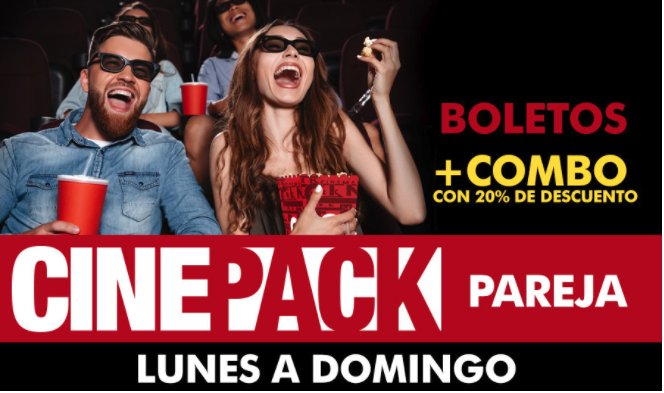 BOLETOS
+COMBO
CON 20% DE DESCUENTO
CINEPACK PAREJA
LUNES A DOMINGO